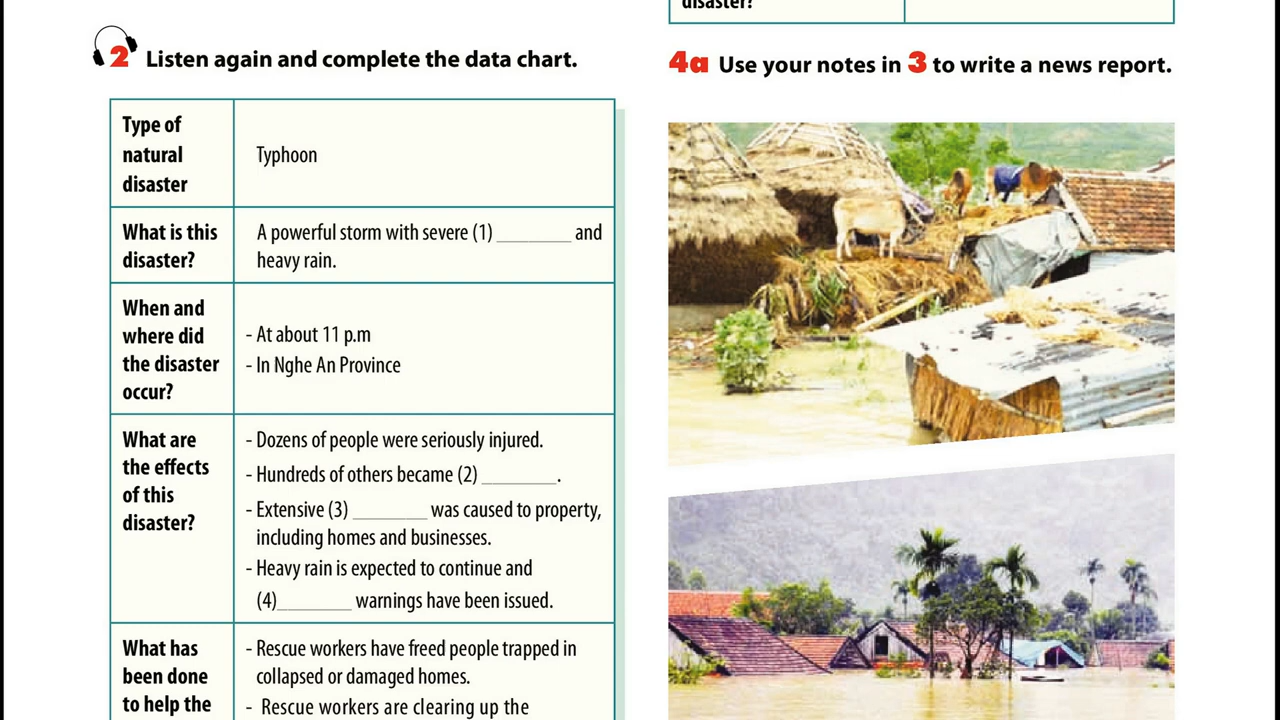 2 Listen again and complete the data chart.
Type of
natural
disaster
Typhoon
What is this
disaster?
A powerful storm with severe (1) ________ and
heavy rain.
When and
where did
the disaster
occur?
- At about 11 p.m
- In Nghe An Province
What are
the effects
of this
disaster?
- Dozens of people were seriously injured.
- Hundreds of others became (2) ________.
- Extensive (3) ________ was caused to property,
including homes and businesses.
- Heavy rain is expected to continue and
(4)________ warnings have been issued.
What has
been done
to help the
- Rescue workers have freed people trapped in
collapsed or damaged homes.
- Rescue workers are clearing up the
disaster?
4a Use your notes in 3 to write a news report.